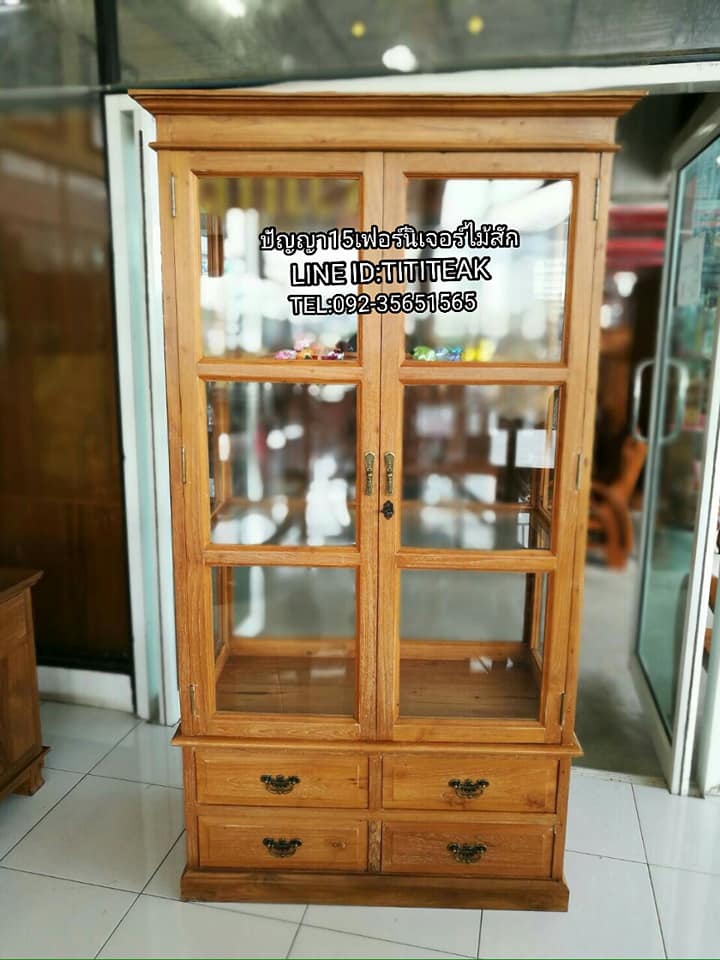 ปัญญา15เฟอร์นิเจอร์ไม้สัก
LINE ID:TITITEAK
TEL:092-35651565